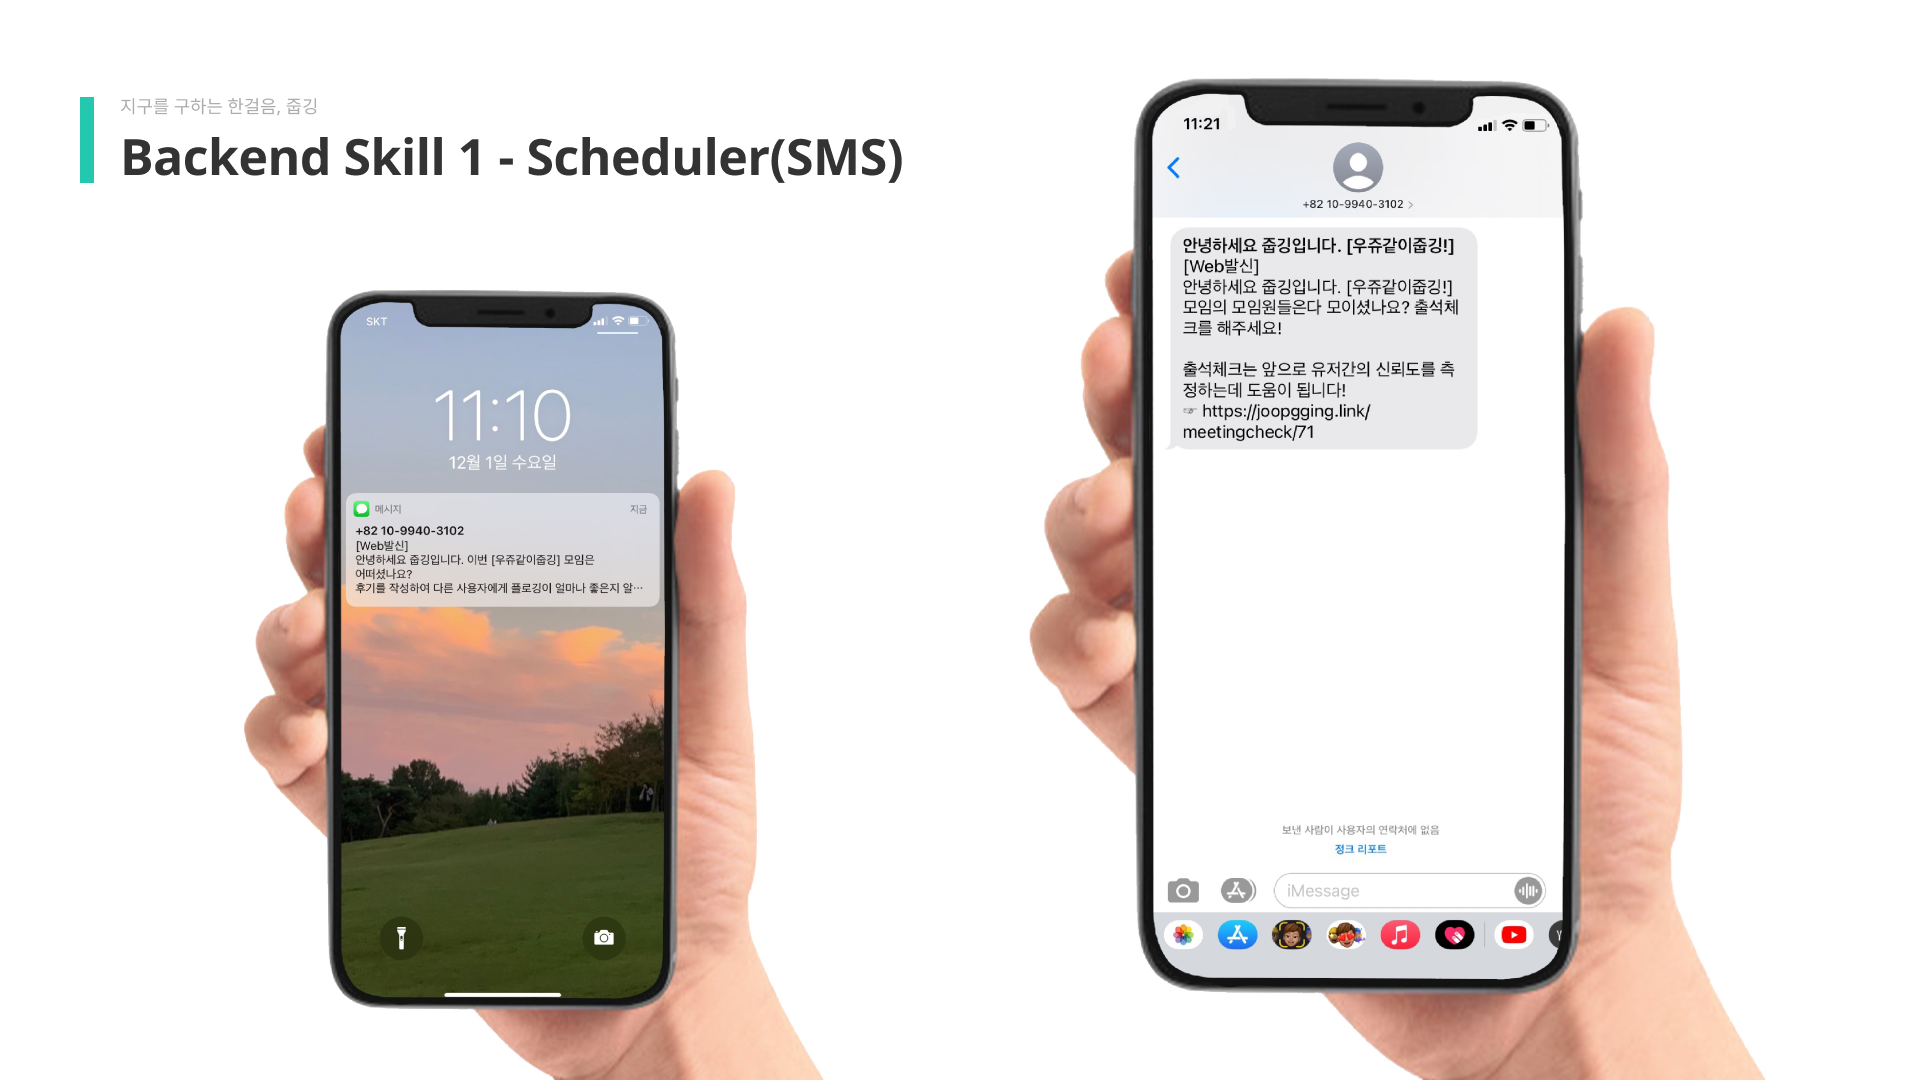 지구를 구하는 한걸음, 줍깅
Backend Skill 1 - Scheduler(SMS)
SKT
11:10
12월 1일 수요일
메시지 지금
+82 10-9940-3102
[Web발신]
안녕하세요 줍깅입니다. 이번 [우쥬같이줍깅] 모임은
어떠셨나요?
후기를 작성하여 다른 사용자에게 플로깅이 얼마나 좋은지 알…
11:21
+82 10-9940-3102 >
안녕하세요 줍깅입니다. [우쥬같이줍깅!]
[Web발신]
안녕하세요 줍깅입니다. [우쥬같이줍깅!]
모임의 모임원들은다 모이셨나요? 출석체
크를 해주세요!
출석체크는 앞으로 유저간의 신뢰도를 측
정하는데 도움이 됩니다!
☞ https://joopgging.link/
meetingcheck/71
보낸 사람이 사용자의 연락처에 없음
정크 리포트
iMessage